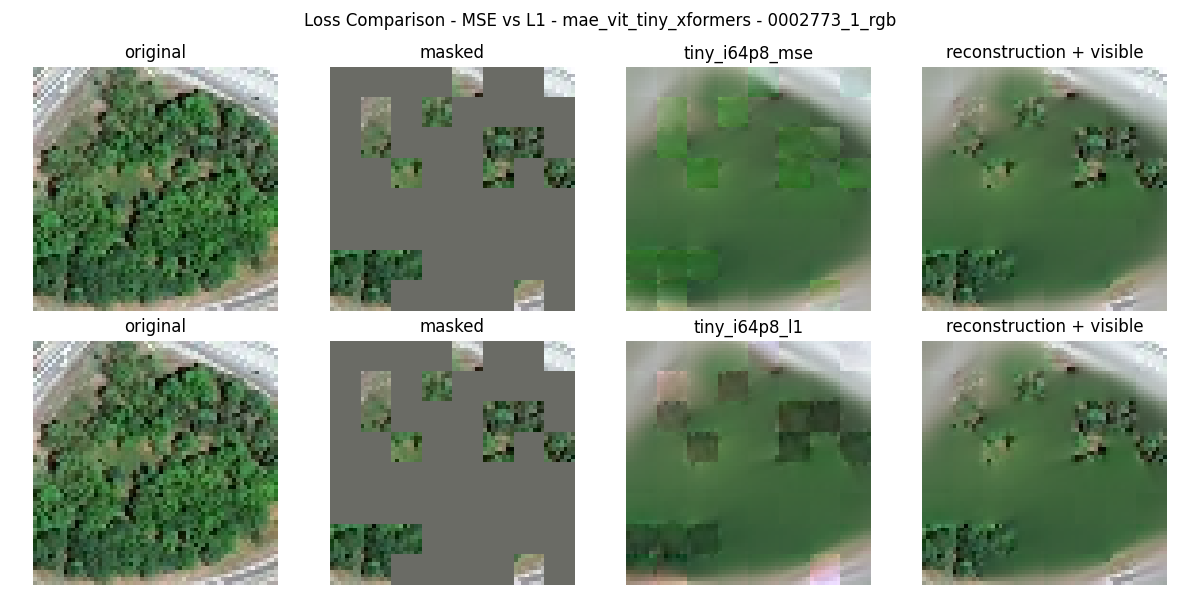 Loss Comparison - MSE vs L1 - mae_vit_tiny_xformers - 0002773_1_rgb
original
masked
tiny_i64p8_mse
reconstruction + visible
original
masked
tiny_i64p8_l1
reconstruction + visible